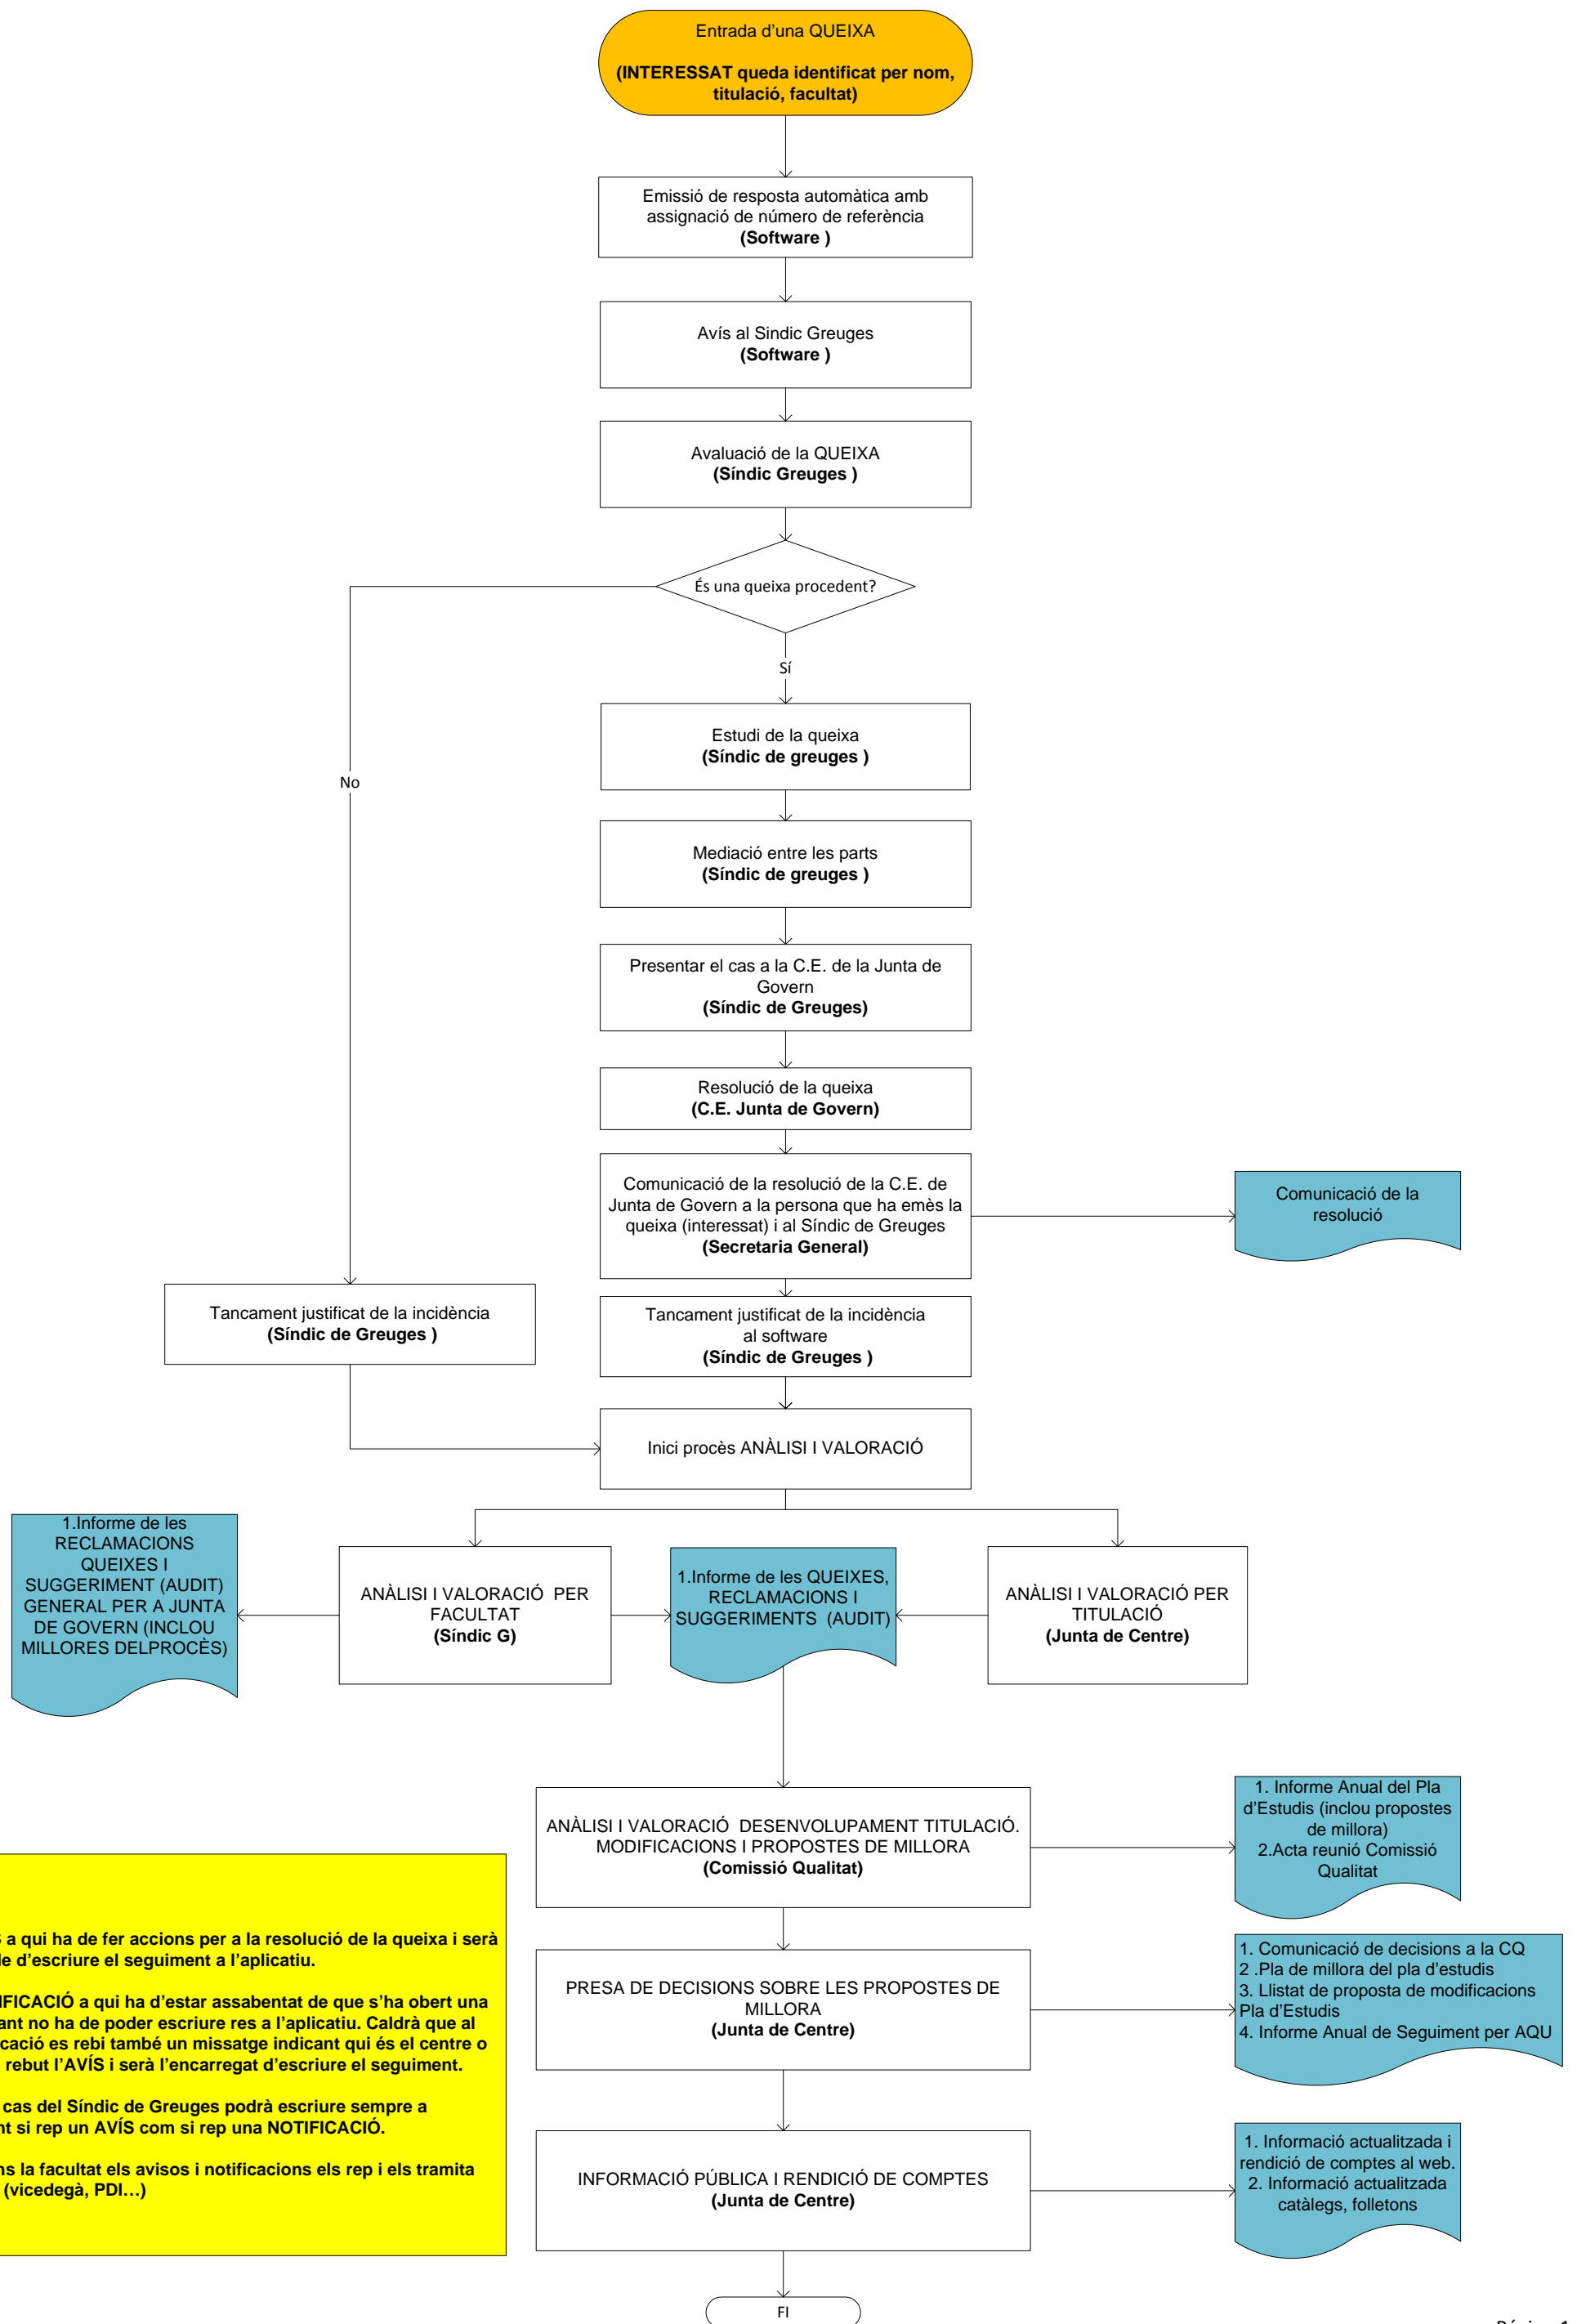 Entrada d'una QUEIXA
(INTERESSAT queda identificat per nom,
titulació, facultat)
Emissió de resposta automàtica amb
assignació de número de referència
(Software )
Avís al Sindic Greuges
(Software )
Avaluació de la QUEIXA
(Síndic Greuges )
És una queixa procedent?
Sí
No
Estudi de la queixa
(Síndic de greuges )
Mediació entre les parts
(Síndic de greuges )
Presentar el cas a la C.E. de la Junta de
Govern
(Síndic de Greuges)
Resolució de la queixa
(C.E. Junta de Govern)
Comunicació de la resolució de la C.E. de
Junta de Govern a la persona que ha emès la
queixa (interessat) i al Síndic de Greuges
(Secretaria General)
Comunicació de la
resolució
Tancament justificat de la incidència
(Síndic de Greuges )
Tancament justificat de la incidència
al software
(Síndic de Greuges )
Inici procès ANÀLISI I VALORACIÓ
1.Informe de les
RECLAMACIONS
QUEIXES I
SUGGERIMENT (AUDIT)
GENERAL PER A JUNTA
DE GOVERN (INCLOU
MILLORES DELPROCÈS)
ANÀLISI I VALORACIÓ  PER
FACULTAT
(Síndic G)
1.Informe de les QUEIXES,
RECLAMACIONS I
SUGGERIMENTS  (AUDIT)
ANÀLISI I VALORACIÓ PER
TITULACIÓ
(Junta de Centre)
ANÀLISI I VALORACIÓ  DESENVOLUPAMENT TITULACIÓ.
MODIFICACIONS I PROPOSTES DE MILLORA
(Comissió Qualitat)
1. Informe Anual del Pla
d'Estudis (inclou propostes
de millora)
2.Acta reunió Comissió
Qualitat
a qui ha de fer accions per a la resolució de la queixa i serà
d'escriure el seguiment a l'aplicatiu.
FICACIÓ a qui ha d'estar assabentat de que s'ha obert una
ant no ha de poder escriure res a l'aplicatiu. Caldrà que al
cació es rebi també un missatge indicant qui és el centre o
rebut l'AVÍS i serà l'encarregat d'escriure el seguiment.
cas del Síndic de Greuges podrà escriure sempre a
nt si rep un AVÍS com si rep una NOTIFICACIÓ.
ns la facultat els avisos i notificacions els rep i els tramita
(vicedegà, PDI…)
PRESA DE DECISIONS SOBRE LES PROPOSTES DE
MILLORA
(Junta de Centre)
1. Comunicació de decisions a la CQ
2 .Pla de millora del pla d'estudis
3. Llistat de proposta de modificacions
Pla d'Estudis
4. Informe Anual de Seguiment per AQU
INFORMACIÓ PÚBLICA I RENDICIÓ DE COMPTES
(Junta de Centre)
1. Informació actualitzada i
rendició de comptes al web.
2. Informació actualitzada
catàlegs, folletons
FI